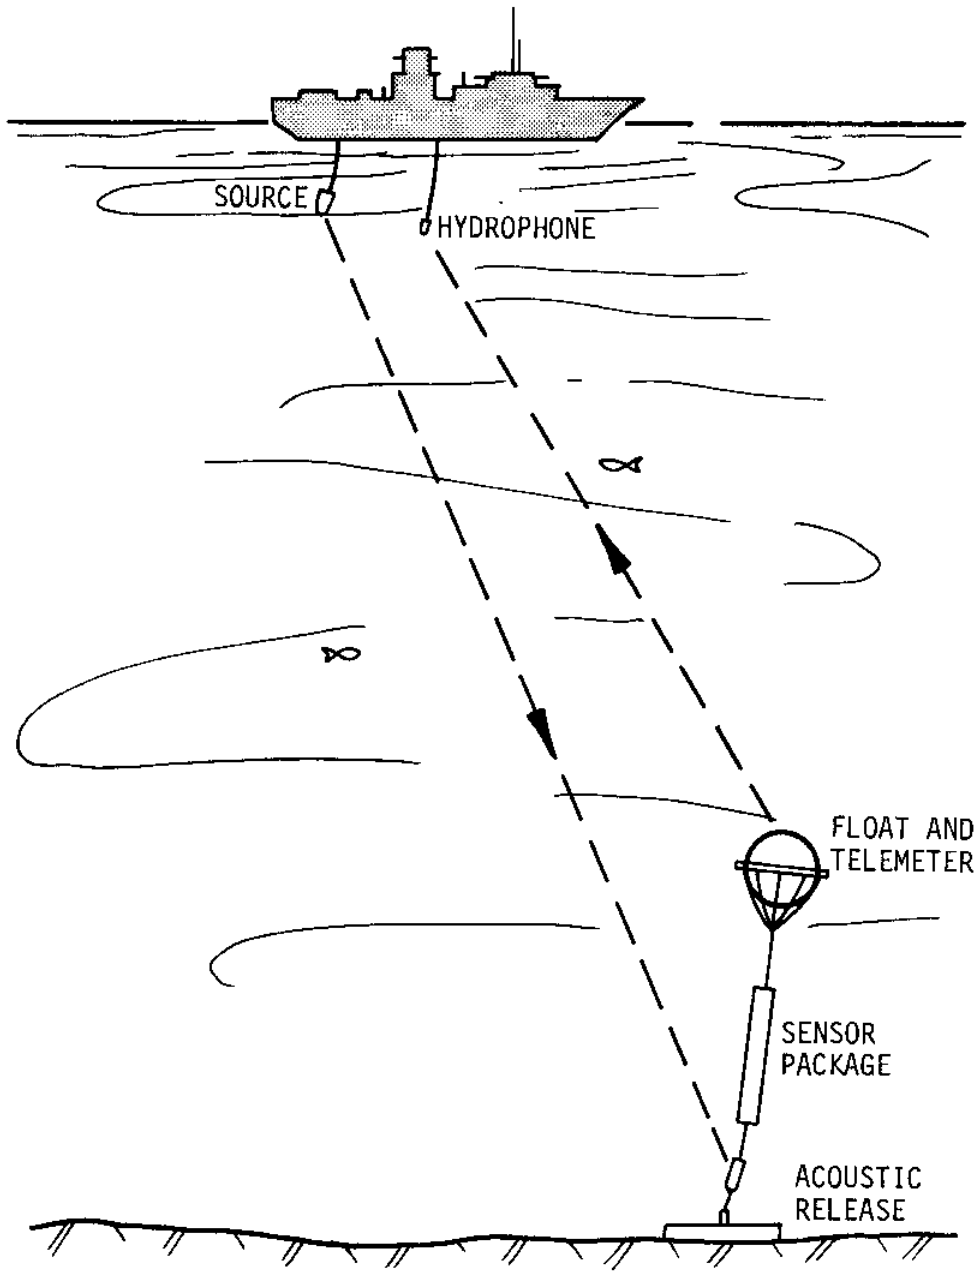 SOURCE
HYDROPHONE
FLOAT AND
TELEMETER
SENSOR
PACKAGE
ACOUSTIC
RELEASE